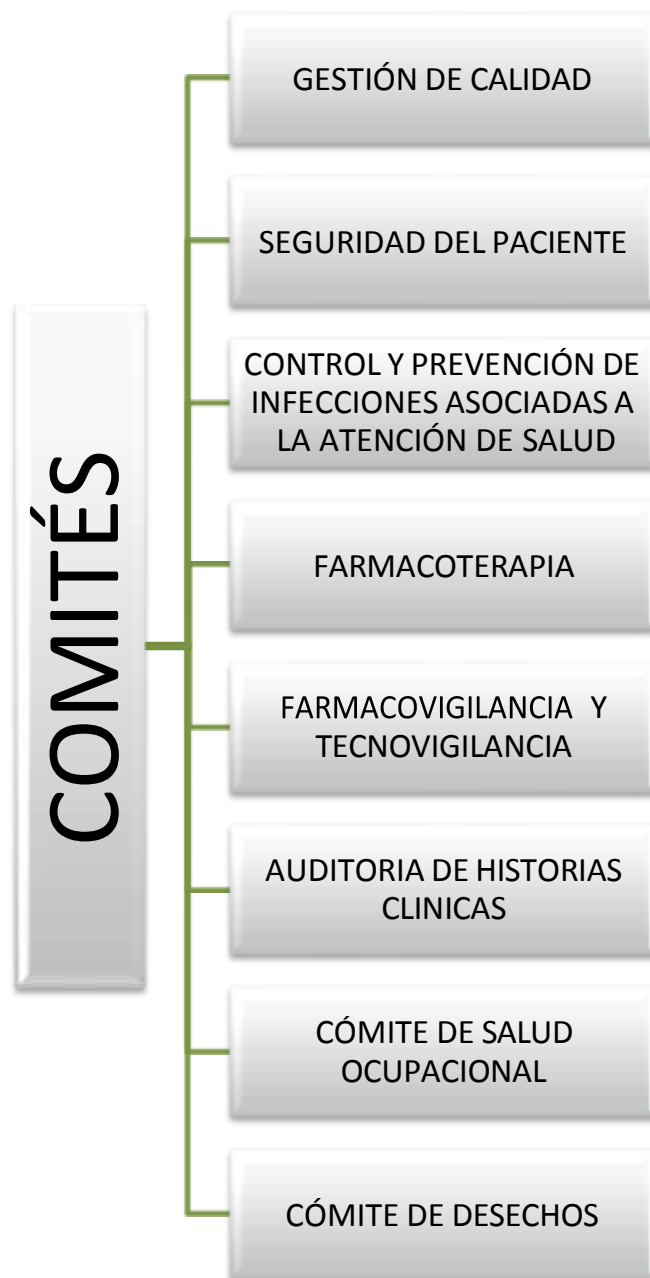 COMITÉS
GESTIÓN DE CALIDAD
SEGURIDAD DEL PACIENTE
CONTROL Y PREVENCIÓN DE
INFECCIONES ASOCIADAS A
LA ATENCIÓN DE SALUD
FARMACOTERAPIA
FARMACOVIGILANCIA Y
TECNOVIGILANCIA
AUDITORIA DE HISTORIAS
CLINICAS
CÓMITE DE SALUD
OCUPACIONAL
CÓMITE DE DESECHOS